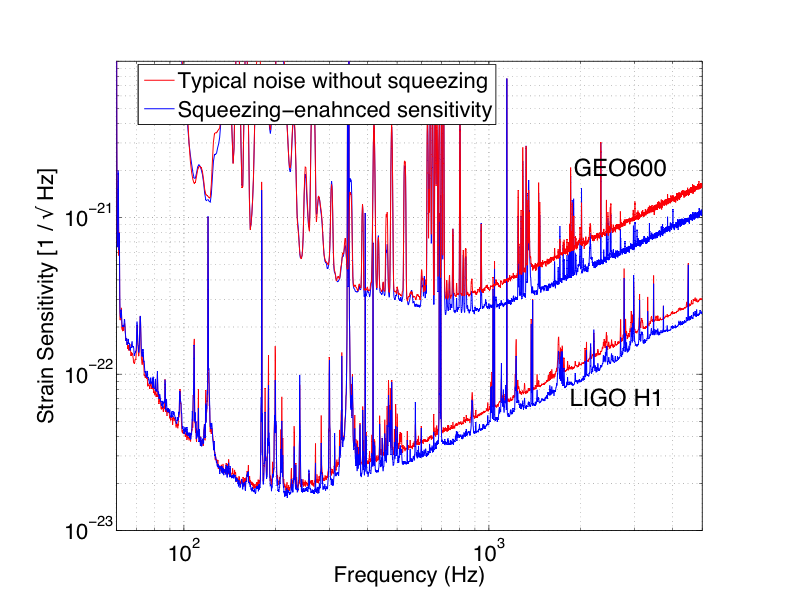 Typical noise without squeezing
Squeezing−enahnced sensitivity
GEO600
LIGO H1
Strain Sensitivity [1 / √ Hz]
10^−21
10^−22
10^−23
10^2
10^3
Frequency (Hz)